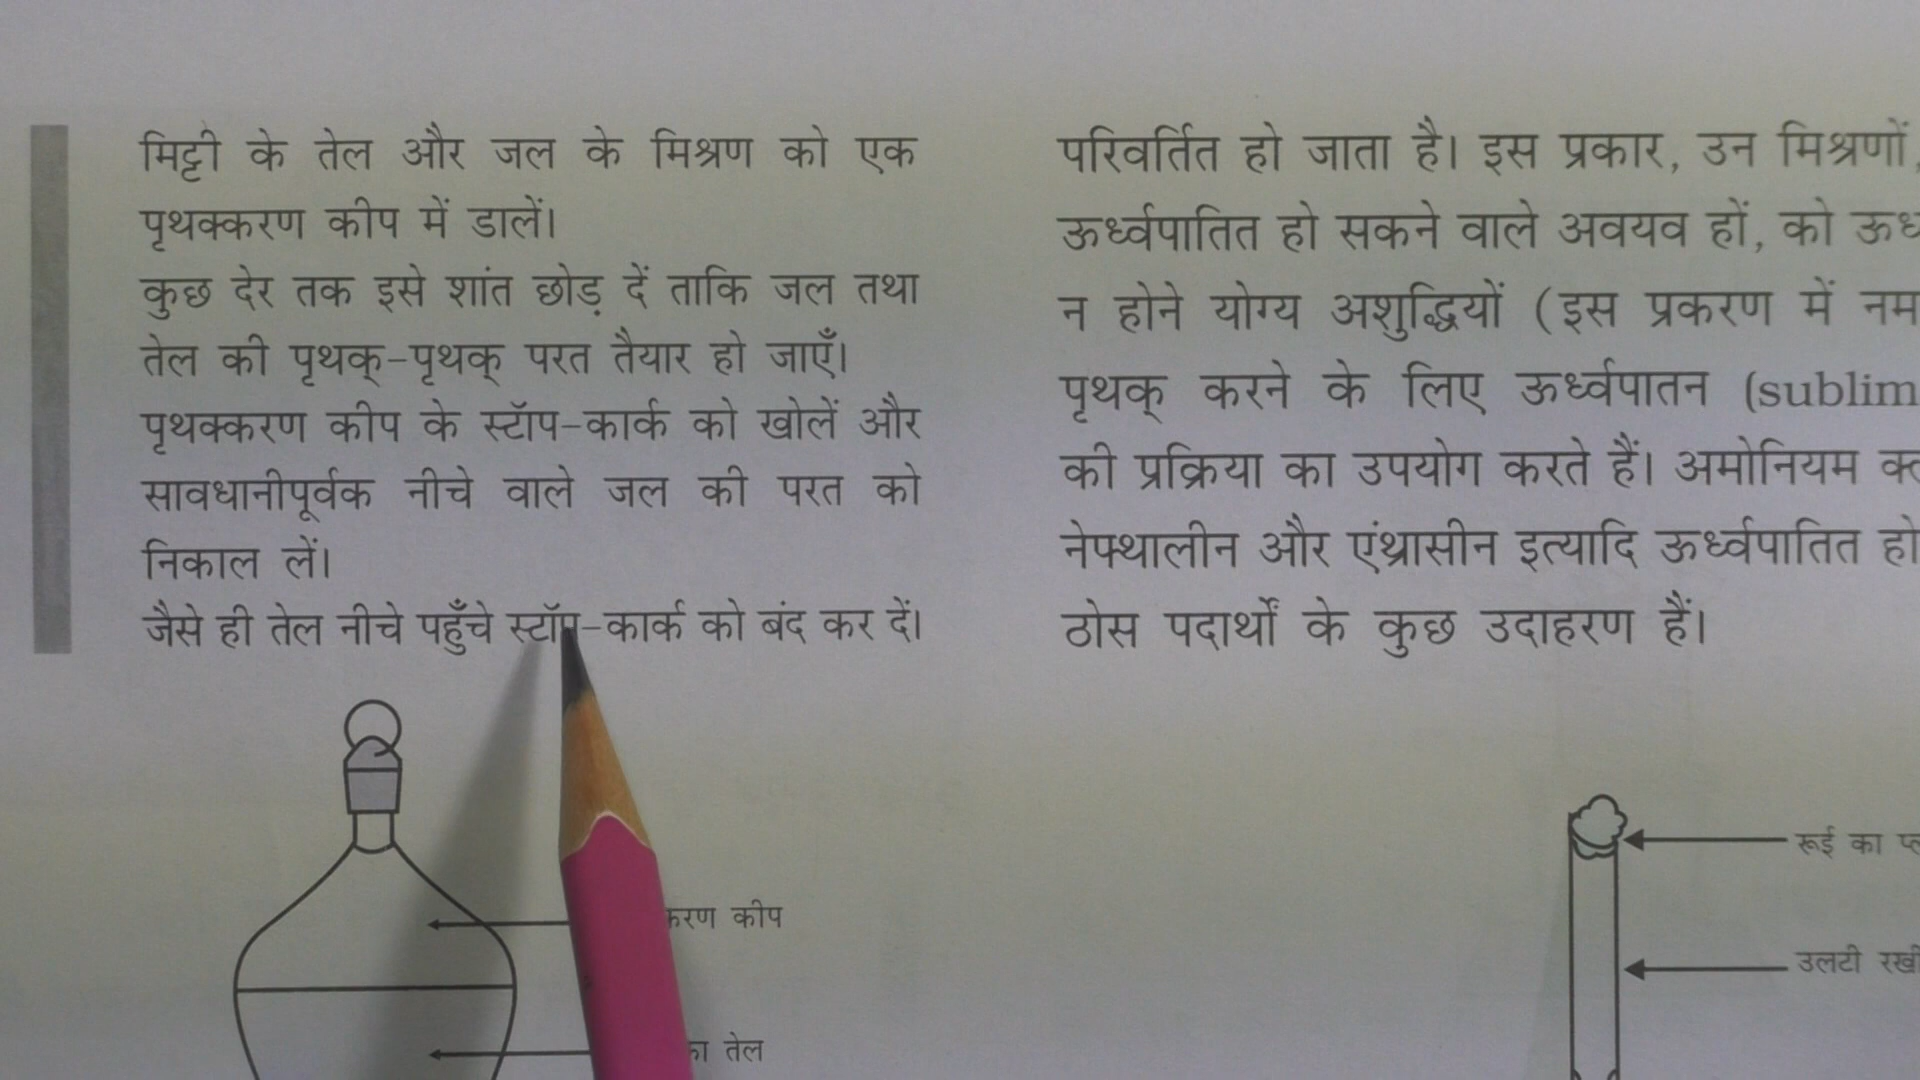 मिट्टी के तेल और जल के मिश्रण को एक
पृथक्करण कीप में डालें।
कुछ देर तक इसे शांत छोड़ दें ताकि जल तथा
तेल की पृथक्-पृथक् परत तैयार हो जाएँ।
पृथक्करण कीप के स्टॉप-कार्क को खोलें और
सावधानीपूर्वक नीचे वाले जल की परत को
निकाल लें।
जैसे ही तेल नीचे पहुँचे स्टॉप-कार्क को बंद कर दें।
कीप
तेल
परिवर्तित हो जाता है। इस प्रकार, उन मिश्रणों,
ऊर्ध्वपातित हो सकने वाले अवयव हों, को
न होने योग्य अशुद्धियों (इस प्रकरण में
पृथक् करने के लिए ऊर्ध्वपातन (sublim
की प्रक्रिया का उपयोग करते हैं। अमोनियम
नेफ्थालीन और एंथ्रासीन इत्यादि ऊर्ध्वपातित हो
ठोस पदार्थों के कुछ उदाहरण हैं।
रूई का
उलटी